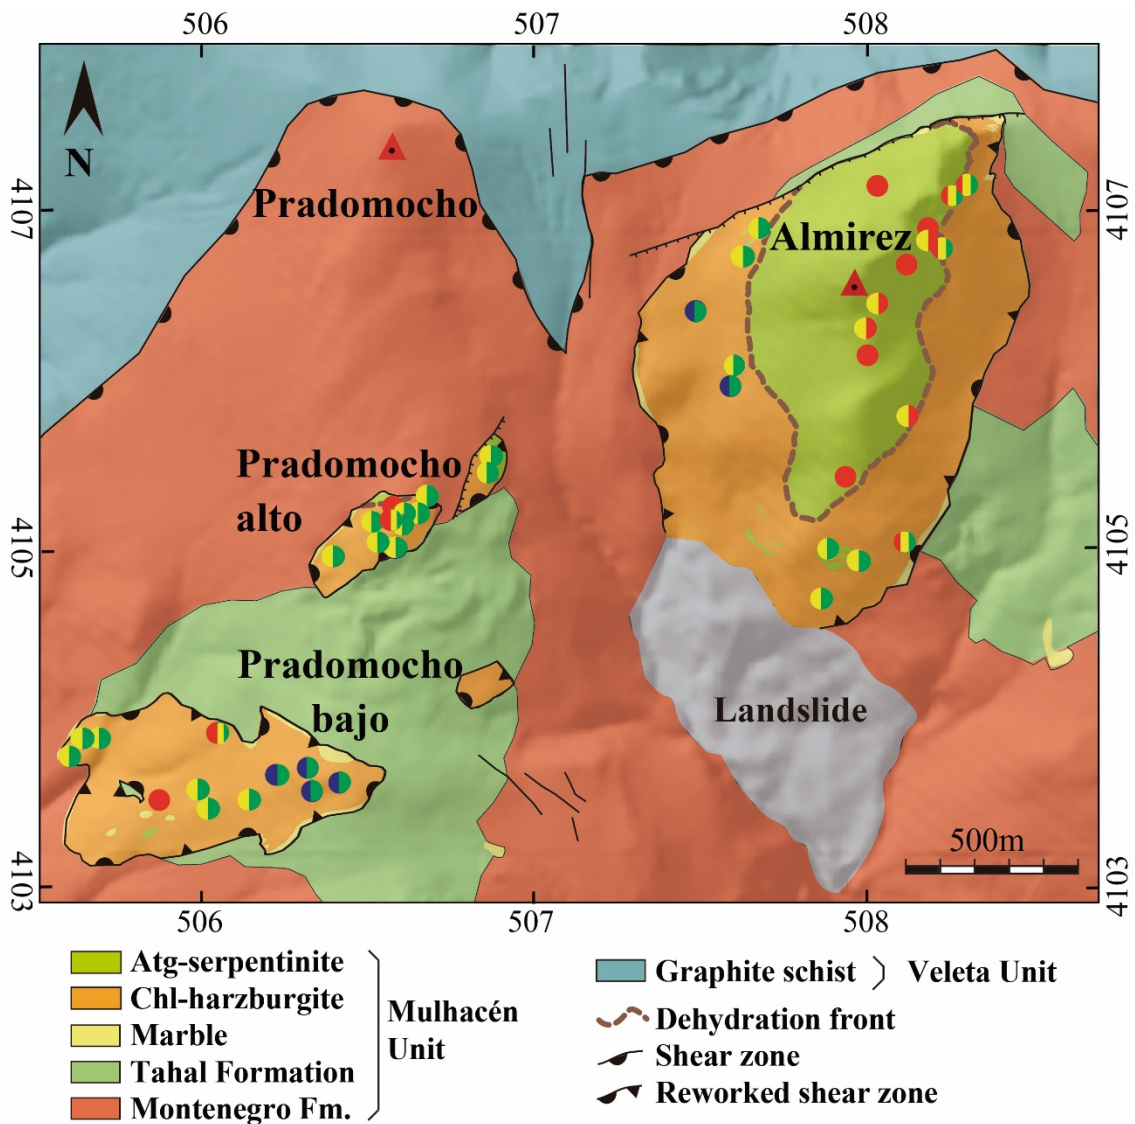 506 507 508
N
4107
4107
Pradomocho
Almirez
Pradomocho
alto
4105
4105
Pradomocho
bajo
Landslide
500m
4103
4103
506 507 508
Atg-serpentinite
Chl-harzburgite
Marble
Tahal Formation
Montenegro Fm.
Mulhacén
Unit
Graphite schist
Veleta Unit
Dehydration front
Shear zone
Reworked shear zone